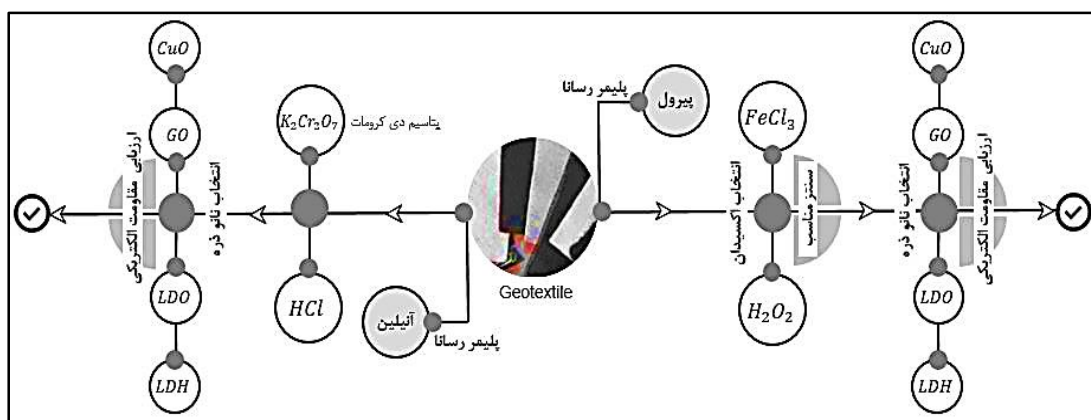 CuO
GO
ارزیابی مقاومت الکتریکی
انتخاب نانو ذره
LDO
LDH
K₂Cr₂O₇
پتاسیم دی کرومات
HCl
آنیلین
پلیمر رسانا
Geotextile
پلیمر رسانا
پیرول
FeCl₃
انتخاب اکسیدان
سنتز مناسب
H₂O₂
CuO
GO
انتخاب نانو ذره
ارزیابی مقاومت الکتریکی
LDO
LDH